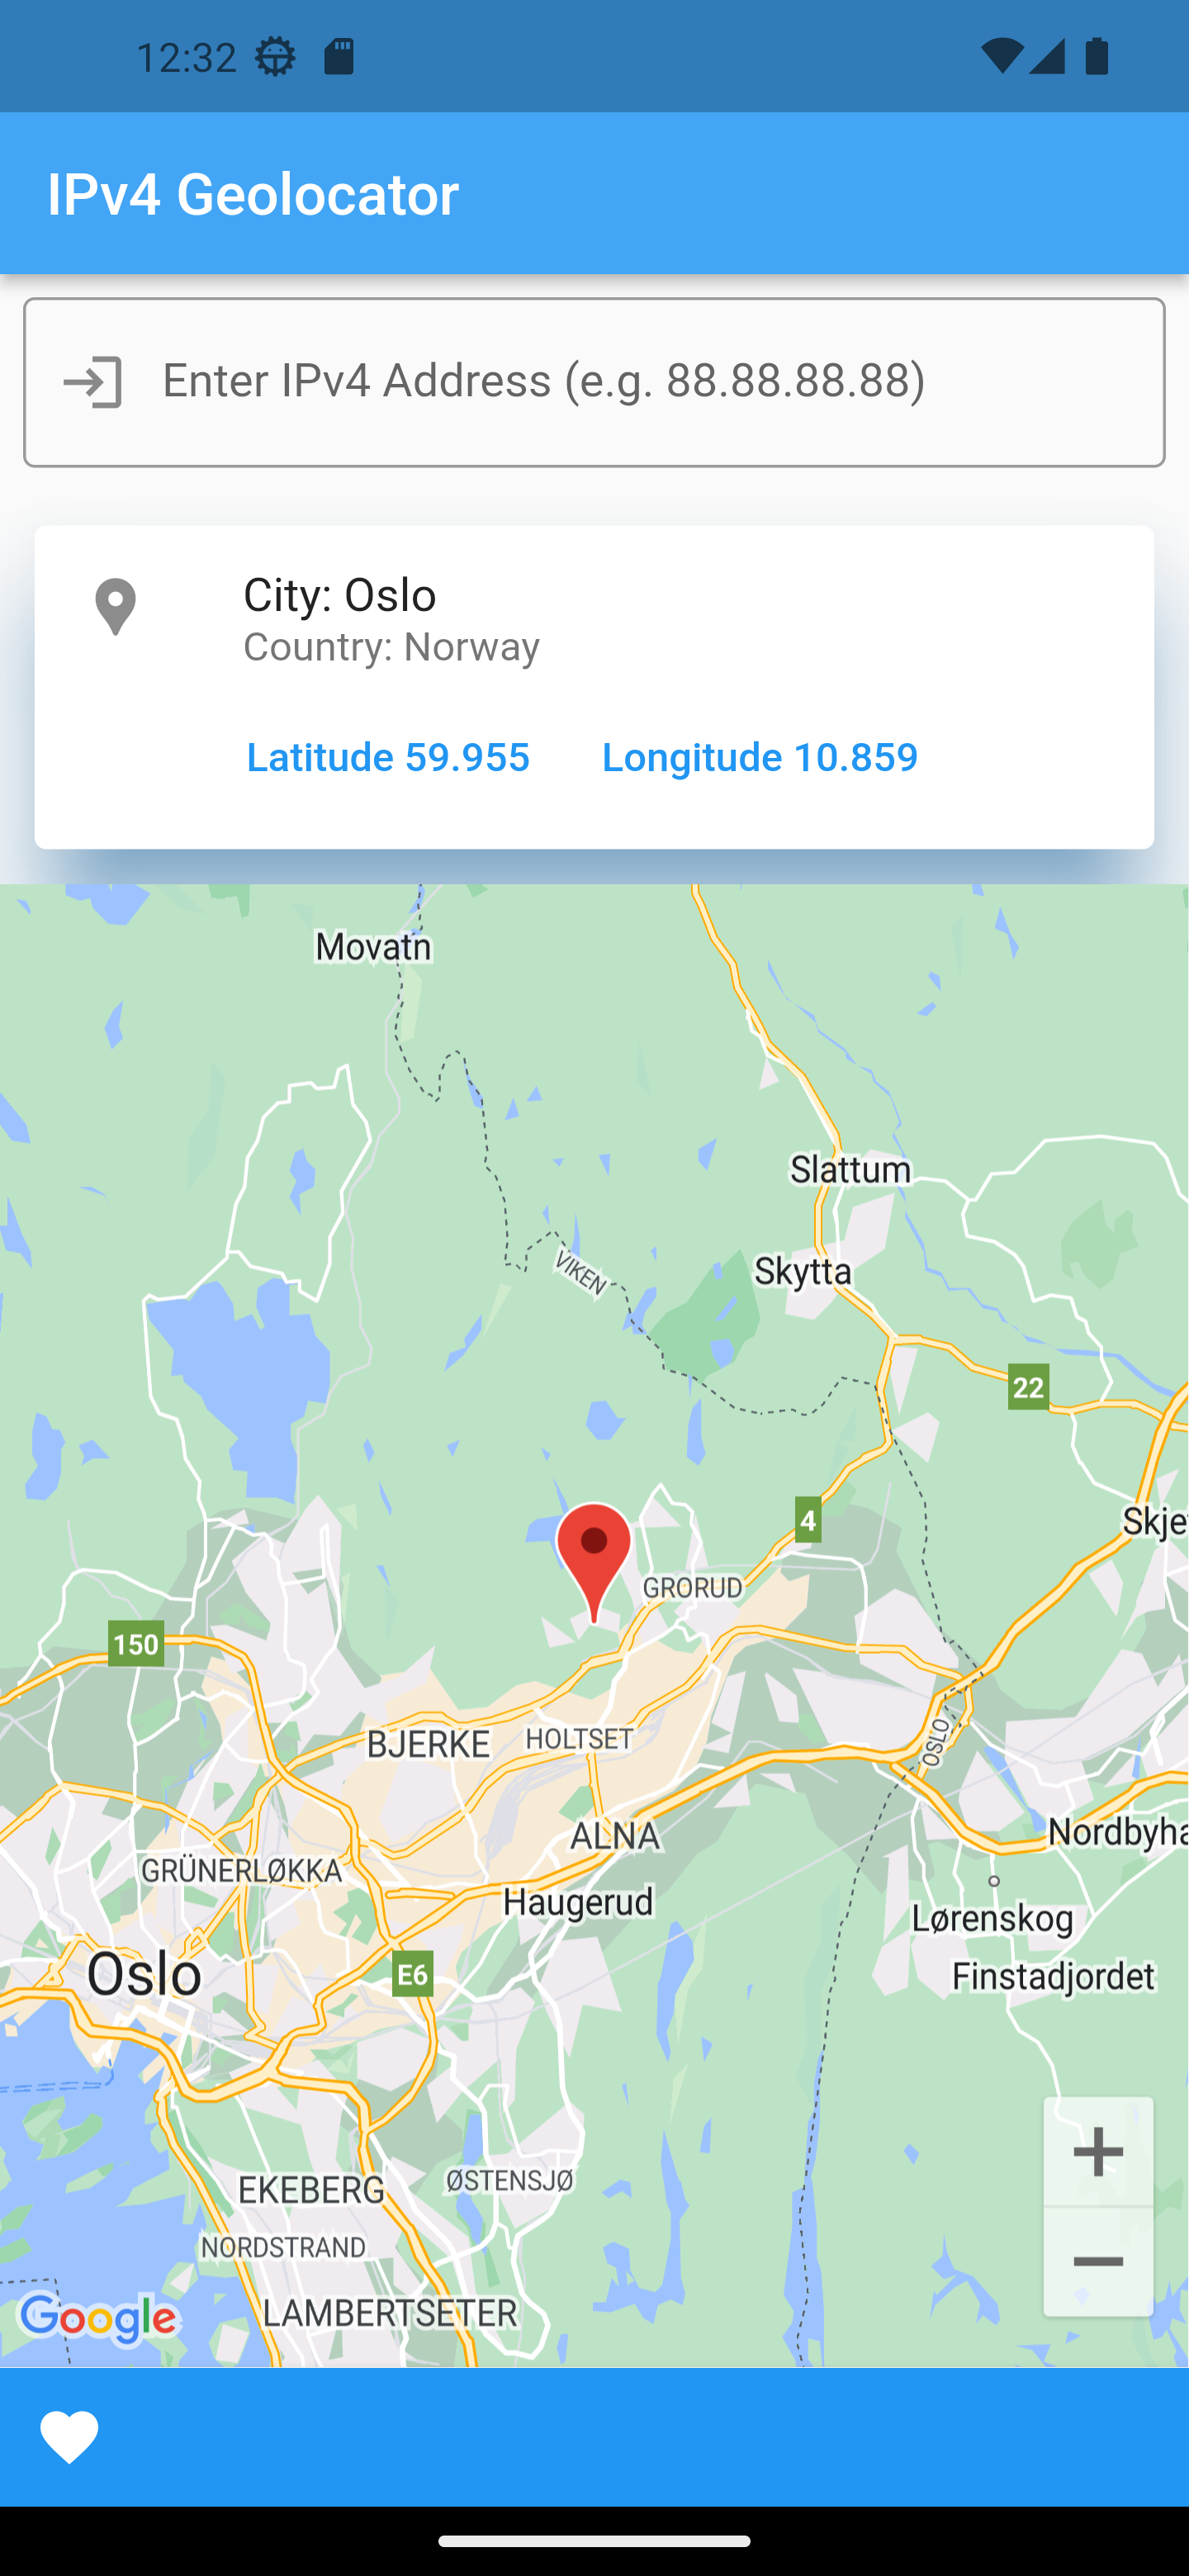 12:32
IPv4 Geolocator
Enter IPv4 Address (e.g. 88.88.88.88)
City: Oslo
Country: Norway
Latitude 59.955 Longitude 10.859
Movatn
Slattum
VIKEN
Skytta
22
4
Skje
GRORUD
150
BJERKE
HOLTSET
OSLO
ALNA
Nordbyha
GRÜNERLØKKA
Haugerud
Lørenskog
Oslo
E6
Finstadjordet
EKEBERG
ØSTENSJØ
NORDSTRAND
Google
LAMBERTSETER